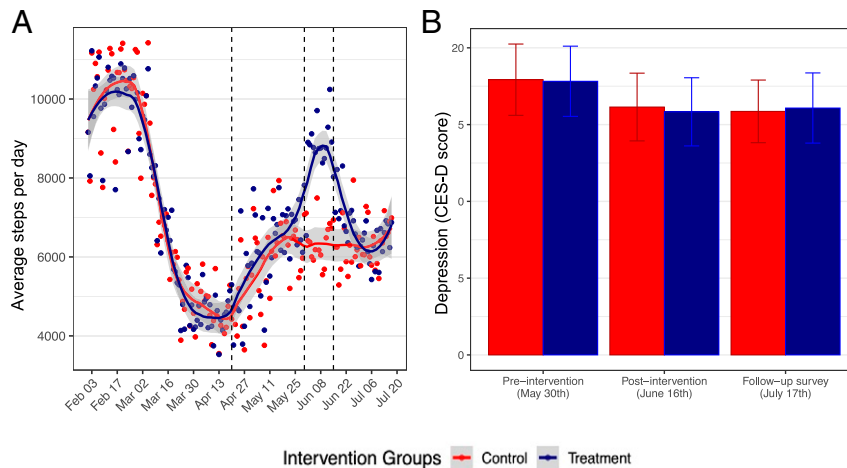 A
Average steps per day
10000
8000
6000
4000
Feb 03
Feb 17
Mar 02
Mar 16
Mar 30
Apr 13
Apr 27
May 11
May 25
Jun 08
Jun 22
Jul 06
Jul 20
B
Depression (CES-D score)
20
5
0
5
0
Pre−intervention
(May 30th)
Post−intervention
(June 16th)
Follow−up survey
(July 17th)
Intervention Groups Control Treatment